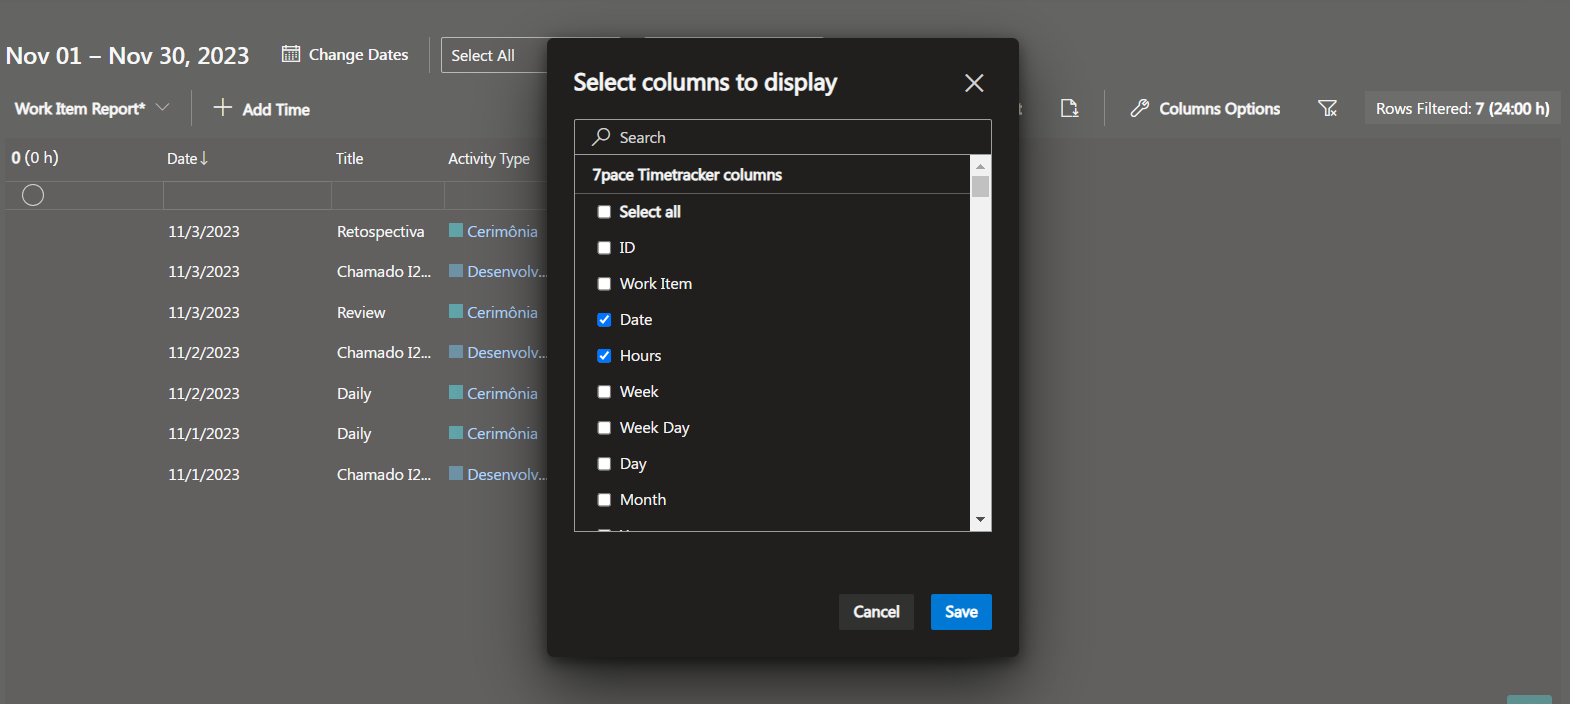 Nov 01 – Nov 30, 2023 Change Dates Select All
Work Item Report* Add Time Columns Options Rows Filtered: 7 (24:00 h)
0 (0 h) Date Title Activity Type
11/3/2023 Retospectiva Cerimônia
11/3/2023 Chamado I2... Desenvolv...
11/3/2023 Review Cerimônia
11/2/2023 Chamado I2... Desenvolv...
11/2/2023 Daily Cerimônia
11/1/2023 Daily Cerimônia
11/1/2023 Chamado I2... Desenvolv...
Select columns to display
Search
7pace Timetracker columns
Select all
ID
Work Item
Date
Hours
Week
Week Day
Day
Month
Cancel Save